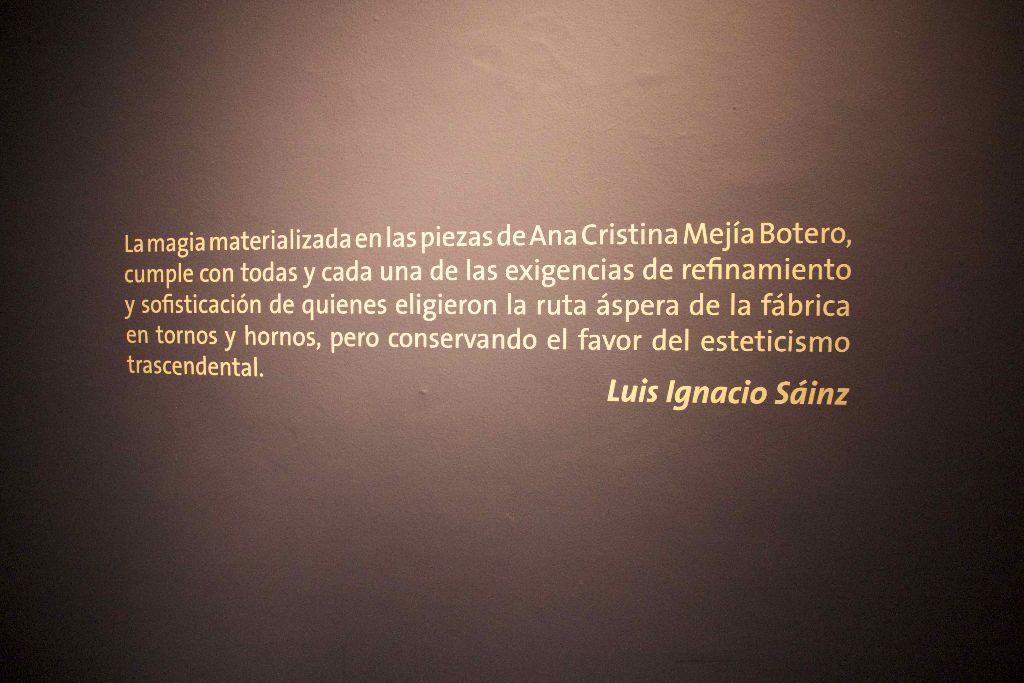 La magia materializada en las piezas de Ana Cristina Mejía Botero,
cumple con todas y cada una de las exigencias de refinamiento
y sofisticación de quienes eligieron la ruta áspera de la fábrica
en tornos y hornos, pero conservando el favor del esteticismo
trascendental.
Luis Ignacio Sáinz